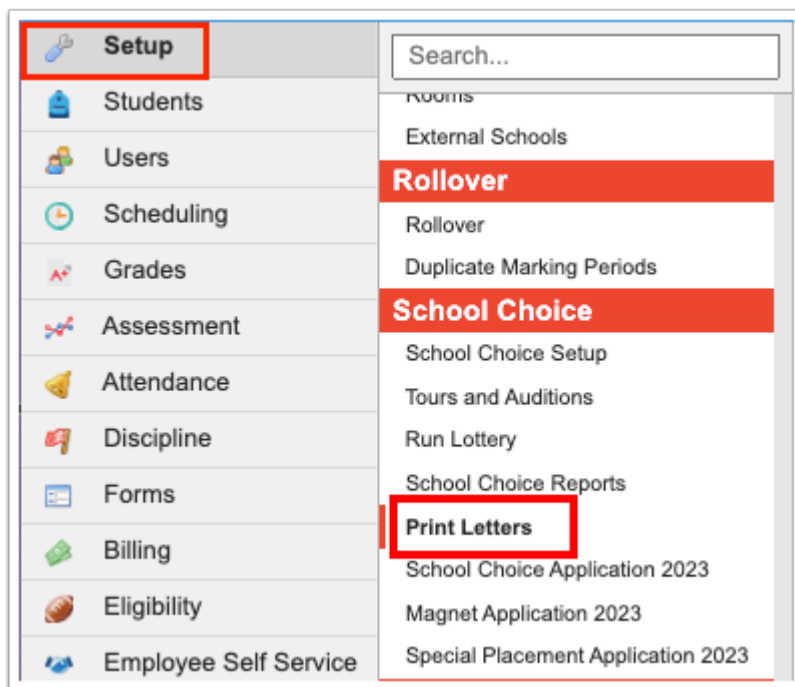 Setup
Students
Users
Scheduling
Grades
Assessment
Attendance
Discipline
Forms
Billing
Eligibility
Employee Self Service
Search...
Rooms
External Schools
Rollover
Rollover
Duplicate Marking Periods
School Choice
School Choice Setup
Tours and Auditions
Run Lottery
School Choice Reports
Print Letters
School Choice Application 2023
Magnet Application 2023
Special Placement Application 2023